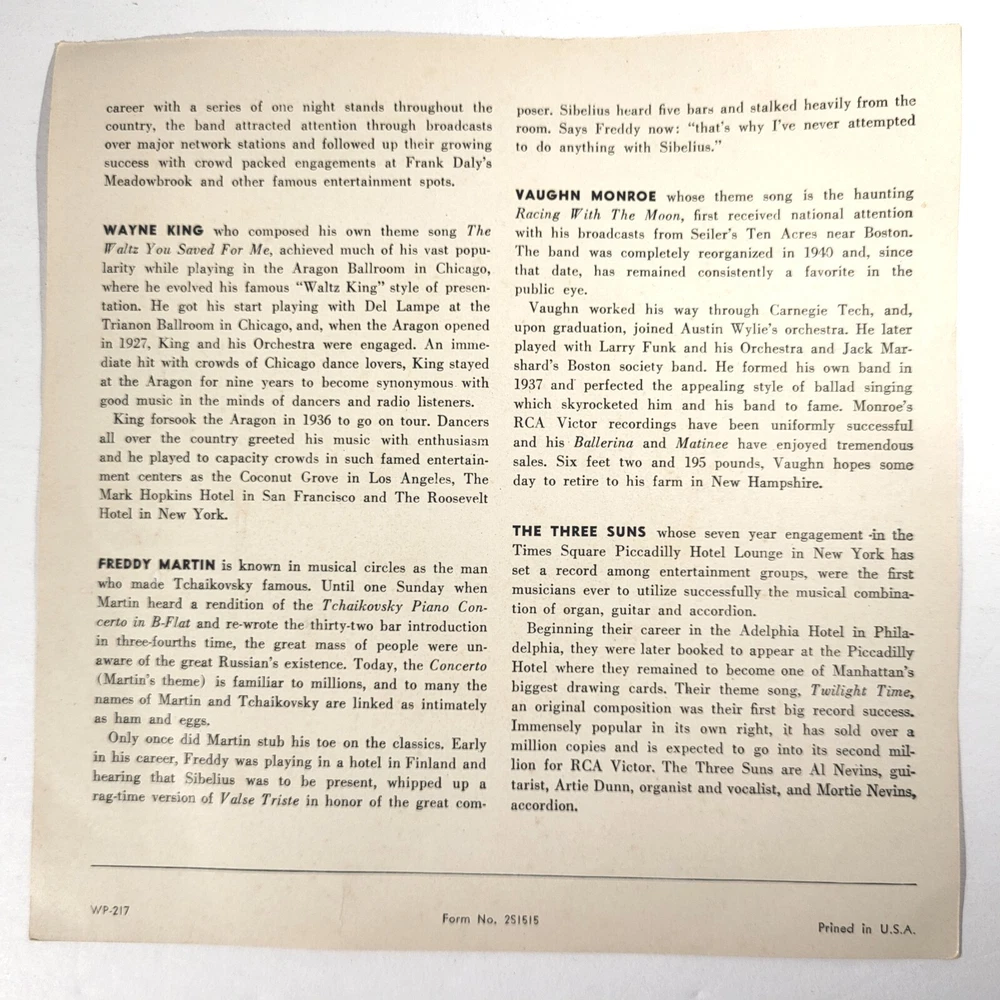 career with a series of one night stands throughout the
country, the band attracted attention through broadcasts
over major network stations and followed up their growing
success with crowd packed engagements at Frank Daly's
Meadowbrook and other famous entertainment spots.
WAYNE KING who composed his own theme song The
Waltz You Saved For Me, achieved much of his vast popu-
larity while playing in the Aragon Ballroom in Chicago,
where he evolved his famous "Waltz King" style of presen-
tation. He got his start playing with Del Lampe at the
Trianon Ballroom in Chicago, and, when the Aragon opened
in 1927, King and his Orchestra were engaged. An imme-
diate hit with crowds of Chicago dance lovers, King stayed
at the Aragon for nine years to become synonymous with
good music in the minds of dancers and radio listeners.
King forsook the Aragon in 1936 to go on tour. Dancers
all over the country greeted his music with enthusiasm
and he played to capacity crowds in such famed entertain-
ment centers as the Coconut Grove in Los Angeles, The
Mark Hopkins Hotel in San Francisco and The Roosevelt
Hotel in New York.
FREDDY MARTIN is known in musical circles as the man
who made Tchaikovsky famous. Until one Sunday when
Martin heard a rendition of the Tchaikovsky Piano Con-
certo in B-Flat and re-wrote the thirty-two bar introduction
in three-fourths time, the great mass of people were un-
aware of the great Russian's existence. Today, the Concerto
(Martin's theme) is familiar to millions, and to many the
names of Martin and Tchaikovsky are linked as intimately
as ham and eggs.
Only once did Martin stub his toe on the classics. Early
in his career, Freddy was playing in a hotel in Finland and
hearing that Sibelius was to be present, whipped up a
rag-time version of Valse Triste in honor of the great com-
poser. Sibelius heard five bars and stalked heavily from the
room. Says Freddy now: "that's why I've never attempted
to do anything with Sibelius."
VAUGHN MONROE whose theme song is the haunting
Racing With The Moon, first received national attention
with his broadcasts from Seiler's Ten Acres near Boston.
The band was completely reorganized in 1940 and, since
that date, has remained consistently a favorite in the
public eye.
Vaughn worked his way through Carnegie Tech, and,
upon graduation, joined Austin Wylie's orchestra. He later
played with Larry Funk and his Orchestra and Jack Mar-
shard's Boston society band. He formed his own band in
1937 and perfected the appealing style of ballad singing
which skyrocketed him and his band to fame. Monroe's
RCA Victor recordings have been uniformly successful
and his Ballerina and Matinee have enjoyed tremendous
sales. Six feet two and 195 pounds, Vaughn hopes some
day to retire to his farm in New Hampshire.
THE THREE SUNS whose seven year engagement in the
Times Square Piccadilly Hotel Lounge in New York has
set a record among entertainment groups, were the first
musicians ever to utilize successfully the musical combina-
tion of organ, guitar and accordion.
Beginning their career in the Adelphia Hotel in Phila-
delphia, they were later booked to appear at the Piccadilly
Hotel where they remained to become one of Manhattan's
biggest drawing cards. Their theme song, Twilight Time,
an original composition was their first big record success.
Immensely popular in its own right, it has sold over a
million copies and is expected to go into its second mil-
lion for RCA Victor. The Three Suns are Al Nevins, gui-
tarist, Artie Dunn, organist and vocalist, and Mortie Nevins,
accordion.
WP-217
Form No. 2S1515
Prined in U.S.A.